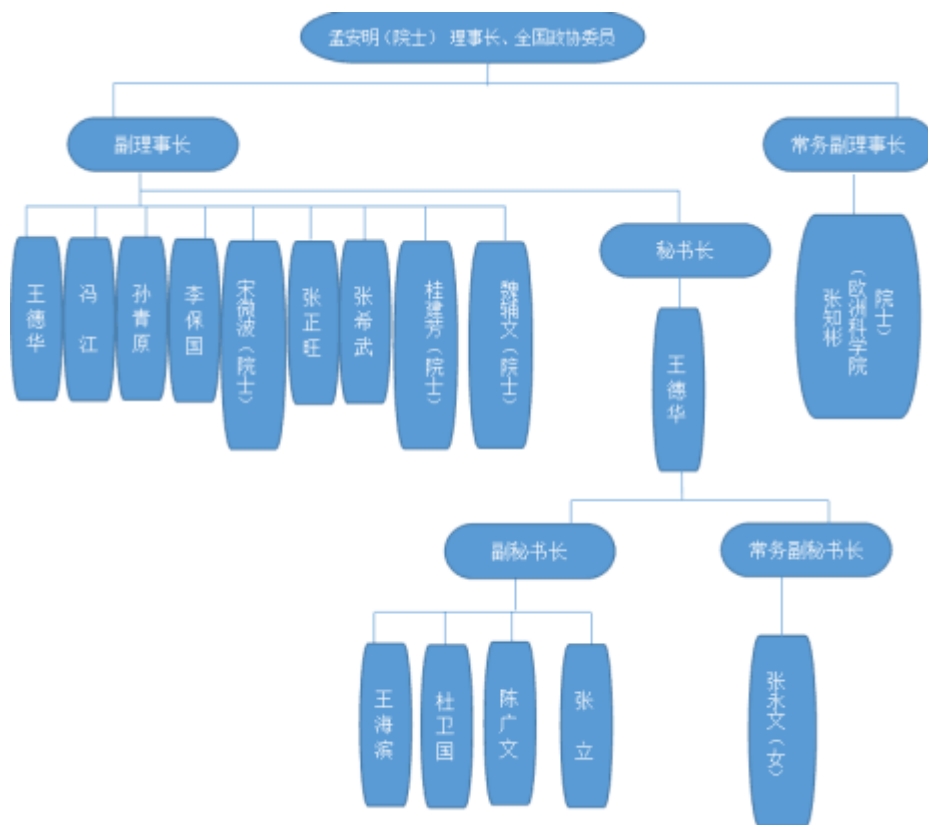 孟安明（院士） 理事长、全国政协委员
副理事长
常务副理事长
王德华
冯 江
孙青原
李保国
宋微波（院士）
张正旺
张希武
桂建芳（院士）
魏辅文（院士）
秘书长
张知彬
（欧洲科学院
院士）
王德华
副秘书长
常务副秘书长
王海滨
杜卫国
陈广文
张 立
张永文（女）